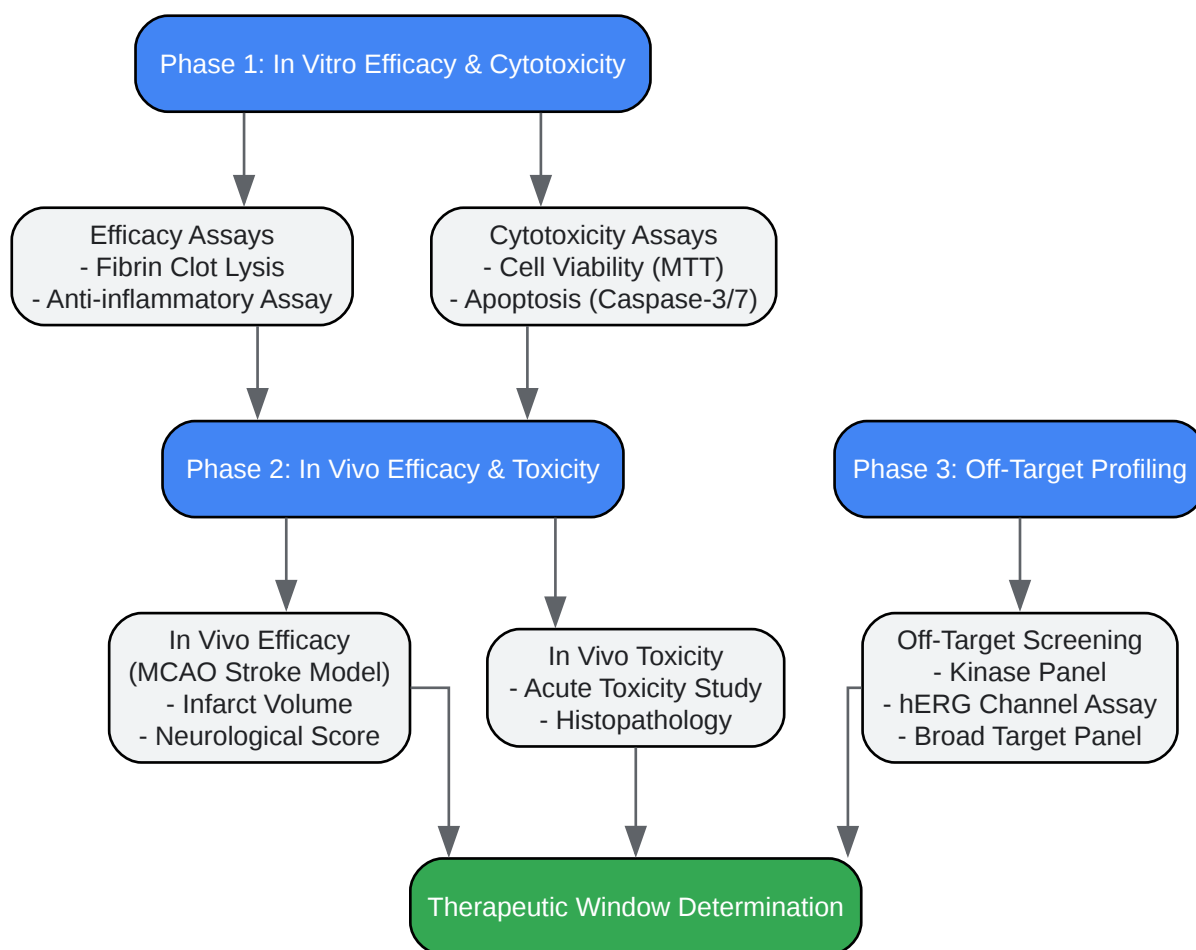 Phase 1: In Vitro Efficacy & Cytotoxicity
Efficacy Assays
- Fibrin Clot Lysis
- Anti-inflammatory Assay
Cytotoxicity Assays
- Cell Viability (MTT)
- Apoptosis (Caspase-3/7)
Phase 2: In Vivo Efficacy & Toxicity
Phase 3: Off-Target Profiling
In Vivo Efficacy
(MCAO Stroke Model)
- Infarct Volume
- Neurological Score
In Vivo Toxicity
- Acute Toxicity Study
- Histopathology
Off-Target Screening
- Kinase Panel
- hERG Channel Assay
- Broad Target Panel
Therapeutic Window Determination